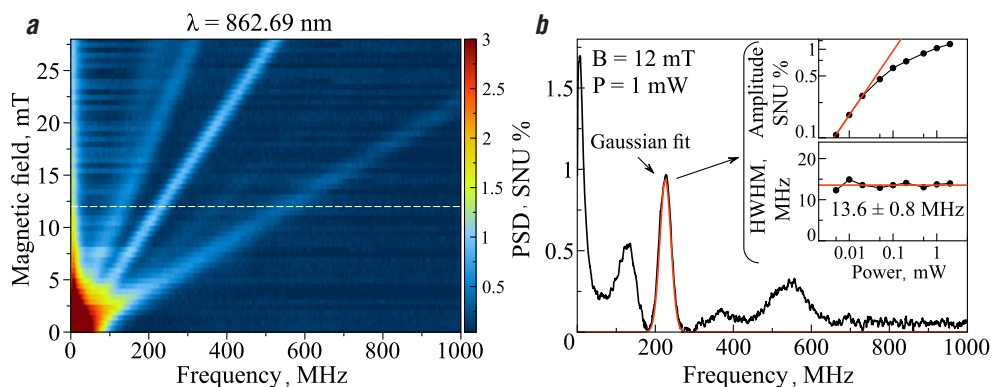 a
λ = 862.69 nm
Magnetic field, mT
25
20
15
10
5
0
0
200
400
600
800
1000
Frequency, MHz
3
2.5
2
1.5
1
0.5
PSD, SNU %
b
1.5
1
0.5
0
B = 12 mT
P = 1 mW
Gaussian fit
200
400
600
800
1000
Frequency, MHz
Amplitude
SNU %
1
0.5
0.1
HWHM,
MHz
20
10
0
13.6 ± 0.8 MHz
0.01
0.1
1
Power, mW